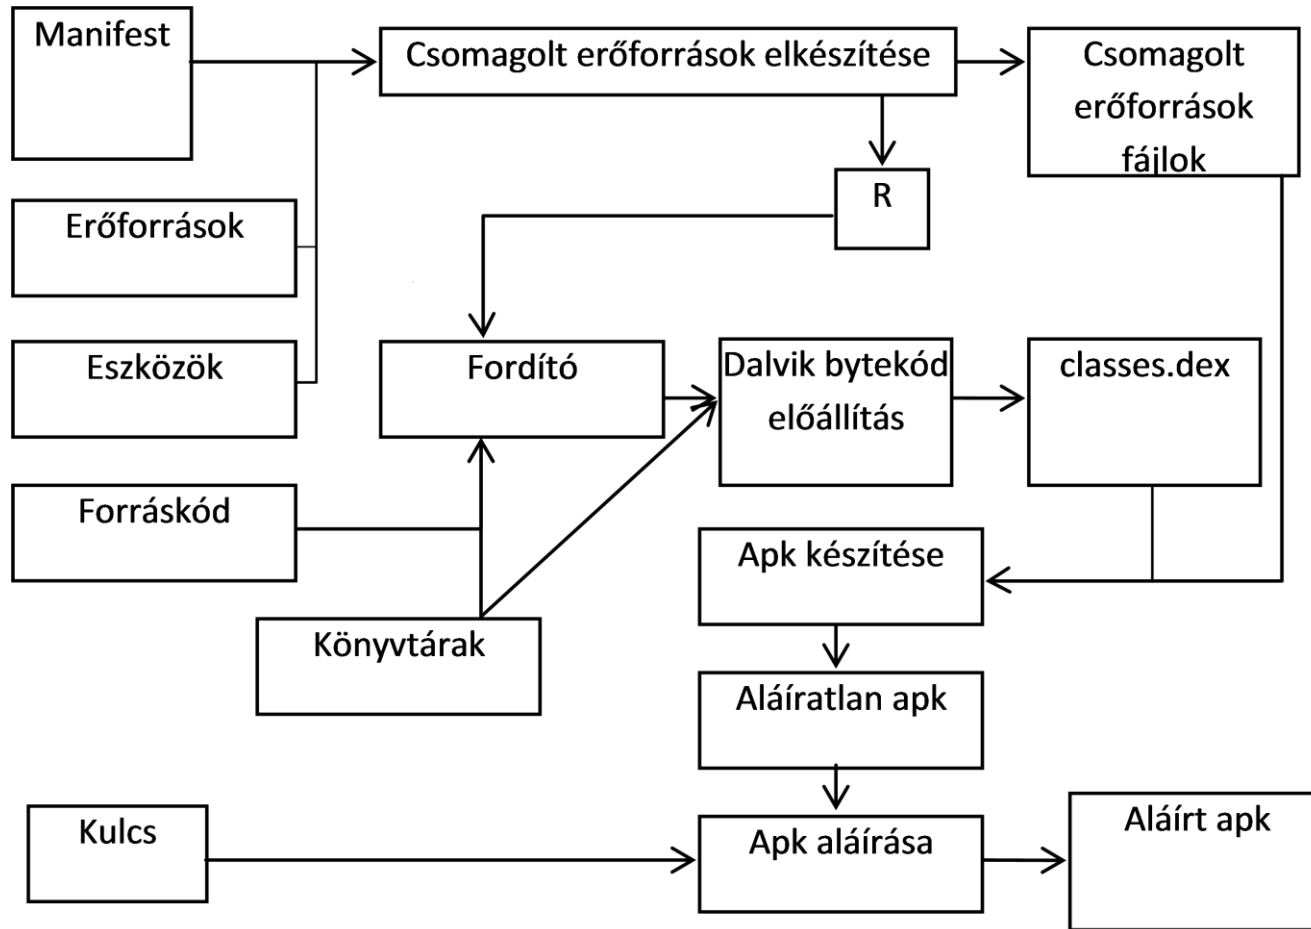 Manifest
Csomagolt erőforrások elkészítése
Csomagolt
erőforrások
fájlok
Erőforrások
R
Eszközök
Fordító
Dalvik bytekód
előállítás
classes.dex
Forráskód
Apk készítése
Könyvtárak
Aláíratlan apk
Kulcs
Apk aláírása
Aláírt apk